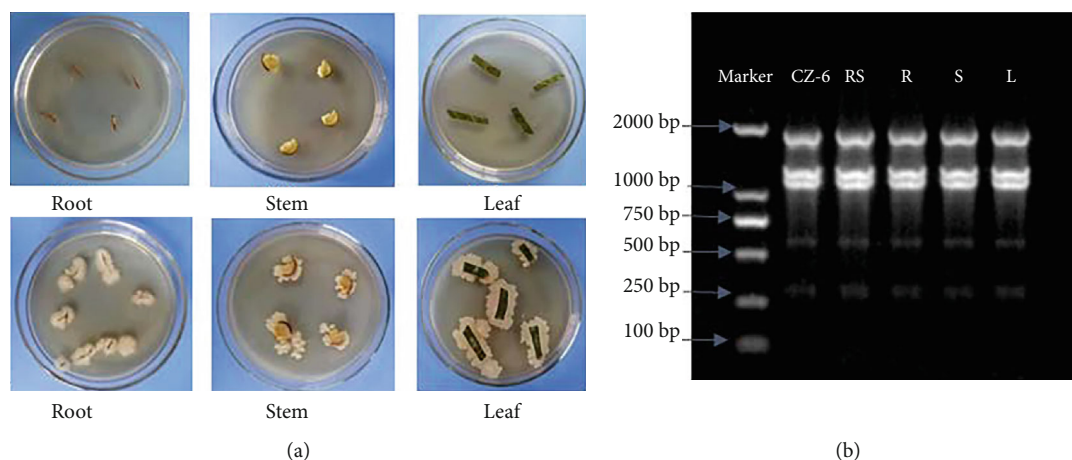 Root Stem Leaf
Root Stem Leaf
(a)
Marker CZ-6 RS R S L
2000 bp
1000 bp
750 bp
500 bp
250 bp
100 bp
(b)